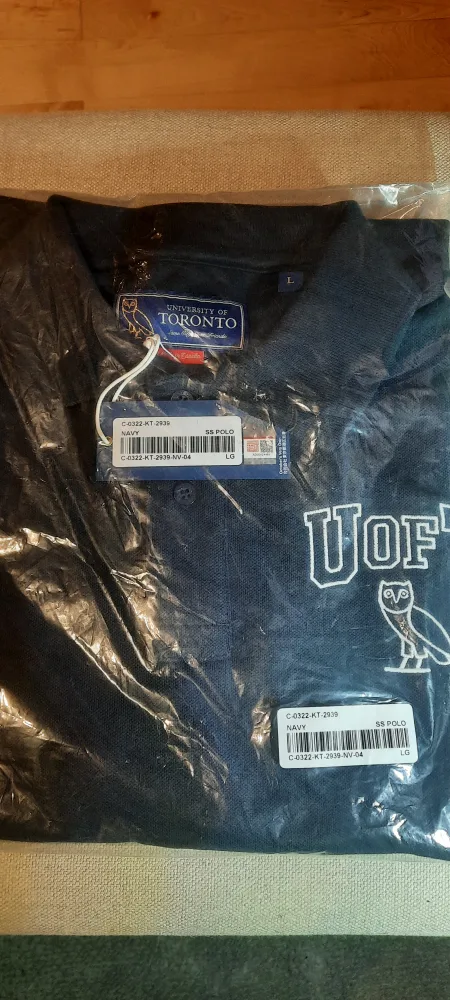 L
UNIVERSITY OF
TORONTO
C-0322-KT-2939
NAVY SS POLO
C-0322-KT-2939-NV-04 LG
UOFT
C-0322-KT-2939
NAVY SS POLO
C-0322-KT-2939-NV-04 LG